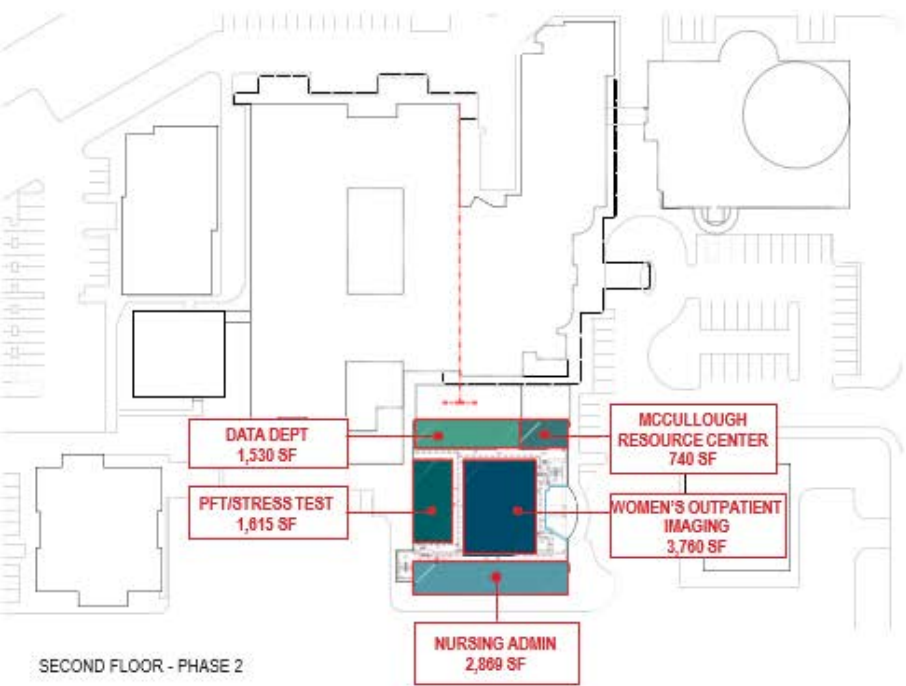 DATA DEPT
1,530 SF
MCCULLOUGH
RESOURCE CENTER
740 SF
PFT/STRESS TEST
1,615 SF
WOMEN'S OUTPATIENT
IMAGING
3,760 SF
NURSING ADMIN
2,869 SF
SECOND FLOOR - PHASE 2